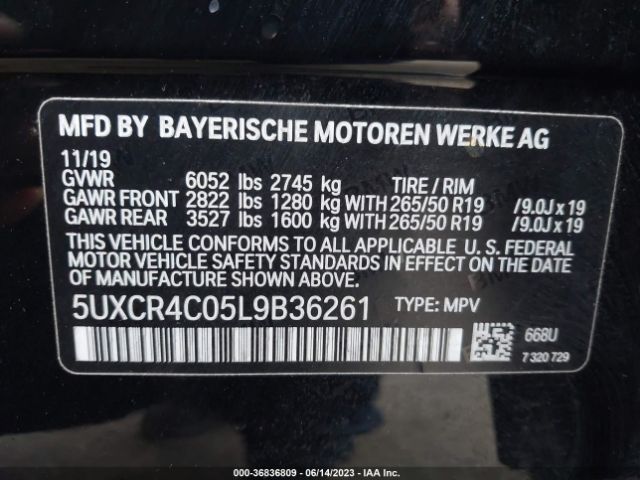 MFD BY BAYERISCHE MOTOREN WERKE AG
11/19
GVWR 6052 lbs 2745 kg TIRE / RIM
GAWR FRONT 2822 lbs 1280 kg WITH 265/50 R19 /9.0J x 19
GAWR REAR 3527 lbs 1600 kg WITH 265/50 R19 /9.0J x 19
THIS VEHICLE CONFORMS TO ALL APPLICABLE U. S. FEDERAL
MOTOR VEHICLE SAFETY STANDARDS IN EFFECT ON THE DATE
OF MANUFACTURE SHOWN ABOVE.
5UXCR4C05L9B36261 TYPE: MPV
668U
7 320 729
000-36836809 - 06/14/2023 - IAAI.COM